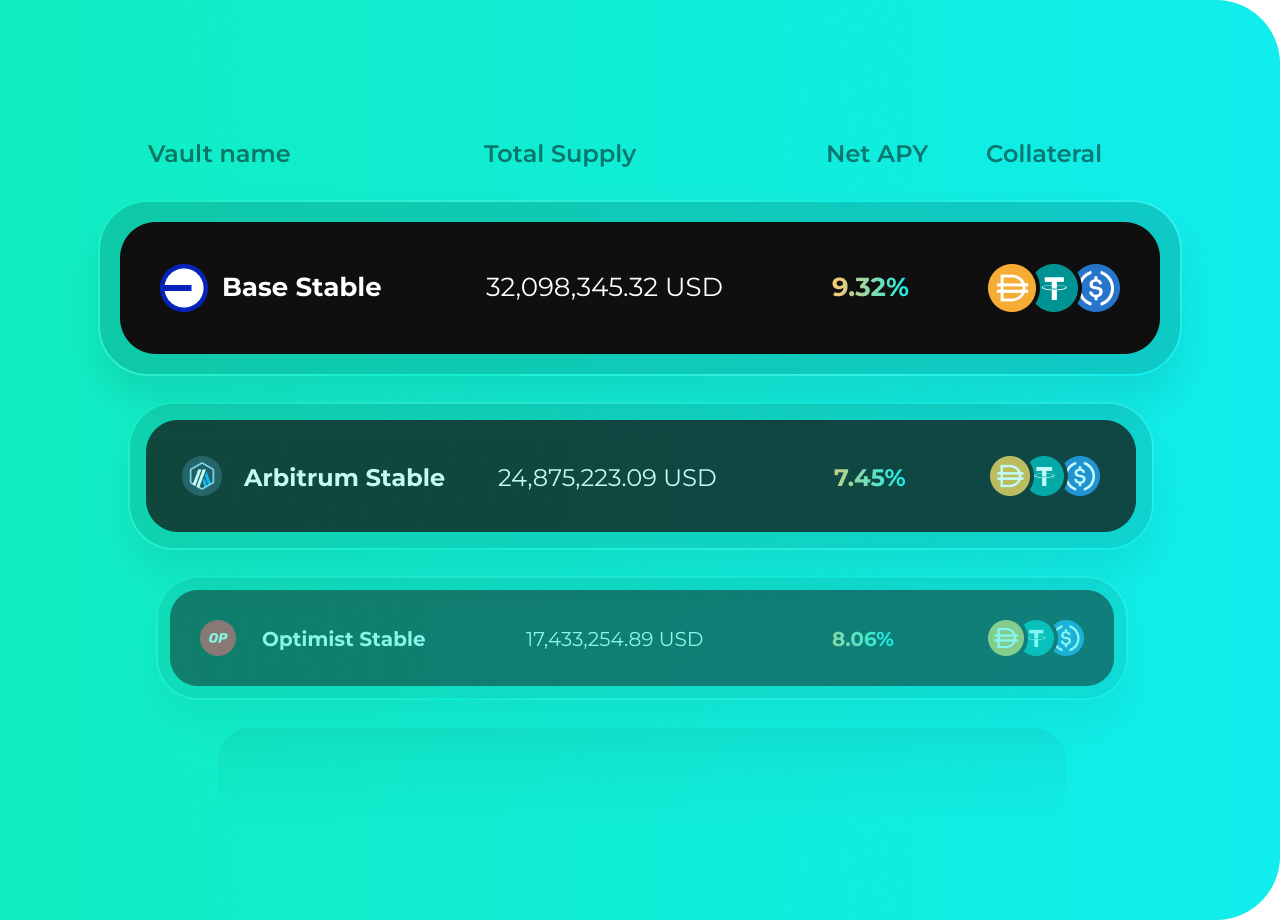 Vault name Total Supply Net APY Collateral
Base Stable 32,098,345.32 USD 9.32%
Arbitrum Stable 24,875,223.09 USD 7.45%
OP Optimist Stable 17,433,254.89 USD 8.06%